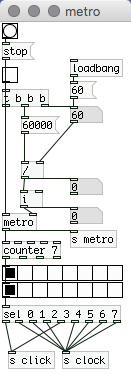 metro
stop
loadbang
60
t b b b
60
60000
/
i
0
0
metro
s metro
counter 7
sel 0 1 2 3 4 5 6 7
s click
s clock